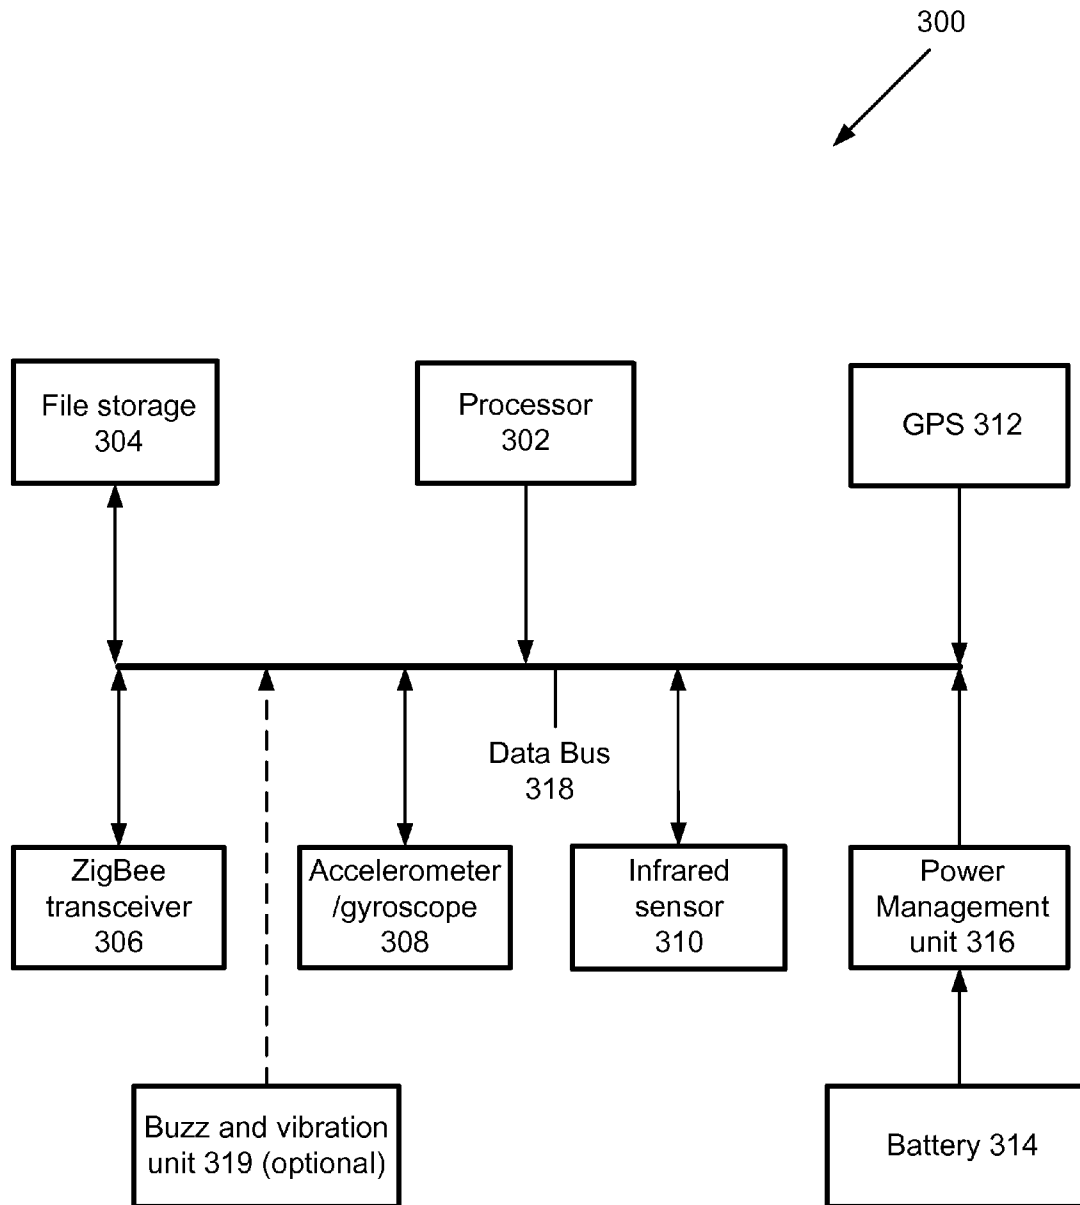 300
File storage
304
Processor
302
GPS 312
Data Bus
318
ZigBee
transceiver
306
Accelerometer
/gyroscope
308
Infrared
sensor
310
Power
Management
unit 316
Buzz and vibration
unit 319 (optional)
Battery 314